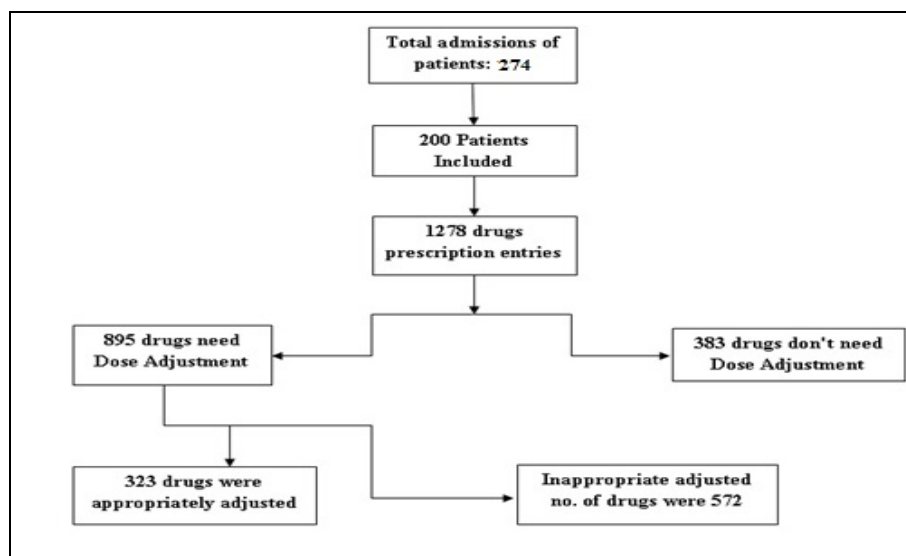 Total admissions of
patients: 274
200 Patients
Included
1278 drugs
prescription entries
895 drugs need
Dose Adjustment
383 drugs don't need
Dose Adjustment
323 drugs were
appropriately adjusted
Inappropriate adjusted
no. of drugs were 572